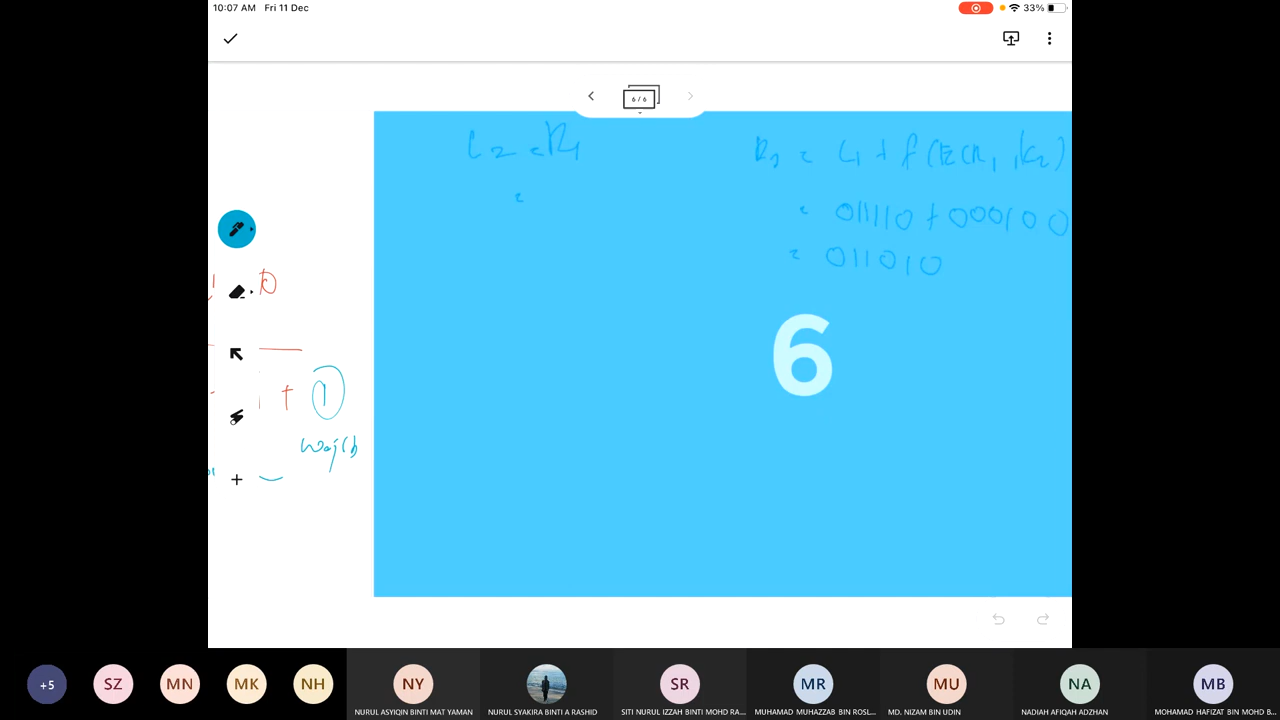 10:07 AM Fri 11 Dec
33%
6 / 6
L2 = R1
=
R2 = L1 + f(E(R1, K2)
= 011110 + 000100
= 011010
6
0
+ 1
wajib
+5
SZ
MN
MK
NH
NY
SR
MR
MU
NA
MB
NURUL ASYIQIN BINTI MAT YAMAN
NURUL SYAKIRA BINTI A RASHID
SITI NURUL IZZAH BINTI MOHD RA...
MUHAMAD MUHAZZAB BIN ROSL...
MD. NIZAM BIN UDIN
NADIAH AFIQAH ADZHAN
MOHAMAD HAFIZAT BIN MOHD B...